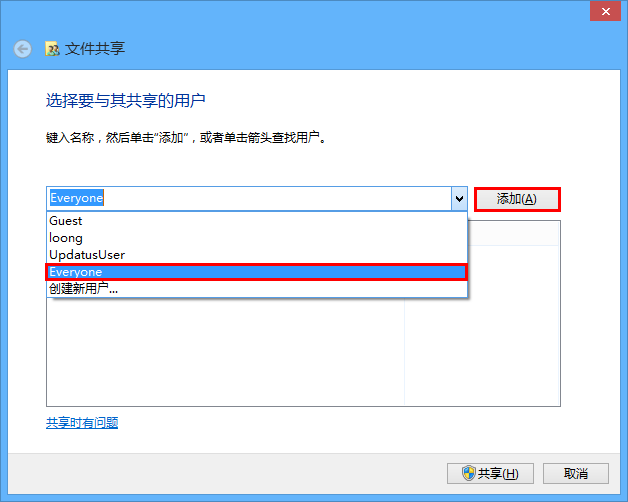 文件共享
选择要与其共享的用户
键入名称，然后单击"添加"，或者单击箭头查找用户。
Everyone
添加(A)
Guest
loong
UpdatusUser
Everyone
创建新用户...
共享时有问题
共享(H)
取消